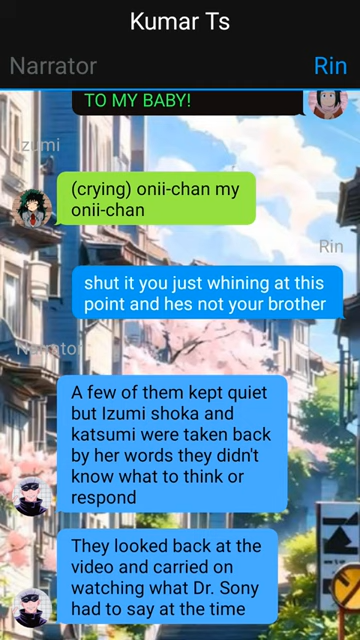 Kumar Ts
Narrator
Rin
TO MY BABY!
Izumi
(crying) onii-chan my
onii-chan
Rin
shut it you just whining at this
point and hes not your brother
Narrator
A few of them kept quiet
but Izumi shoka and
katsumi were taken back
by her words they didn't
know what to think or
respond
They looked back at the
video and carried on
watching what Dr. Sony
had to say at the time